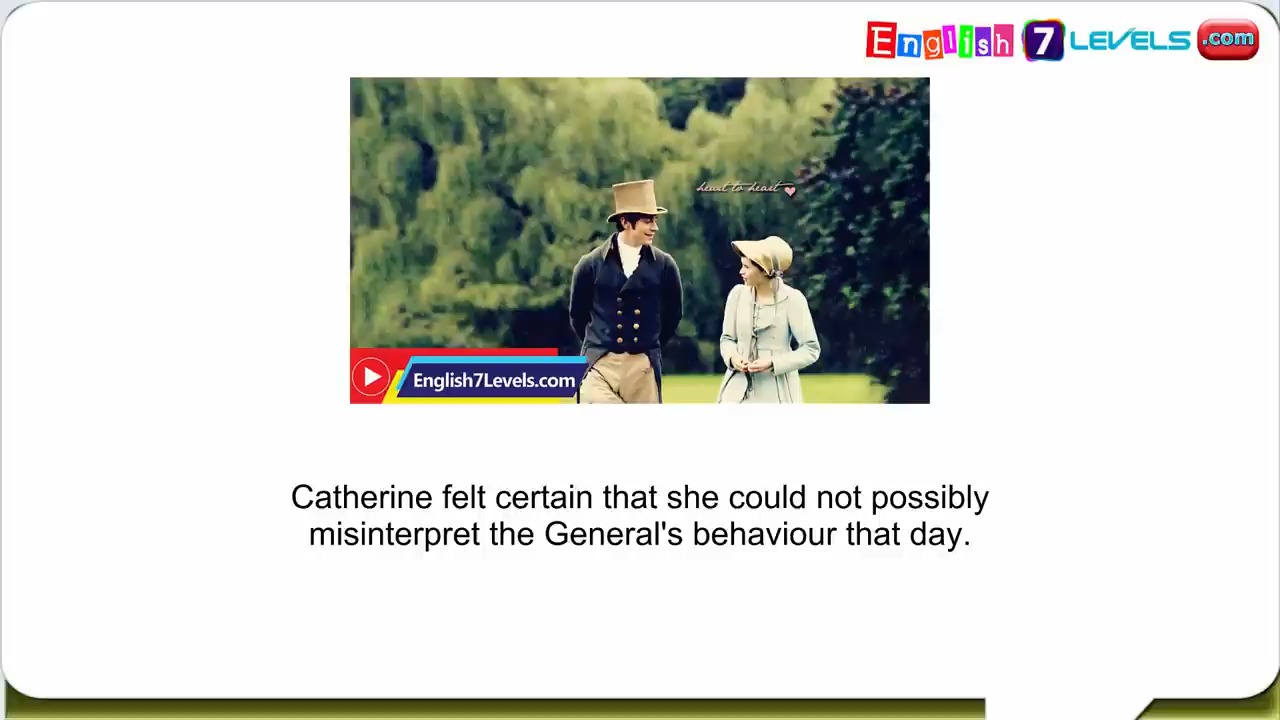 English 7 LEVELS .com
heart to heart
English7Levels.com
Catherine felt certain that she could not possibly
misinterpret the General's behaviour that day.